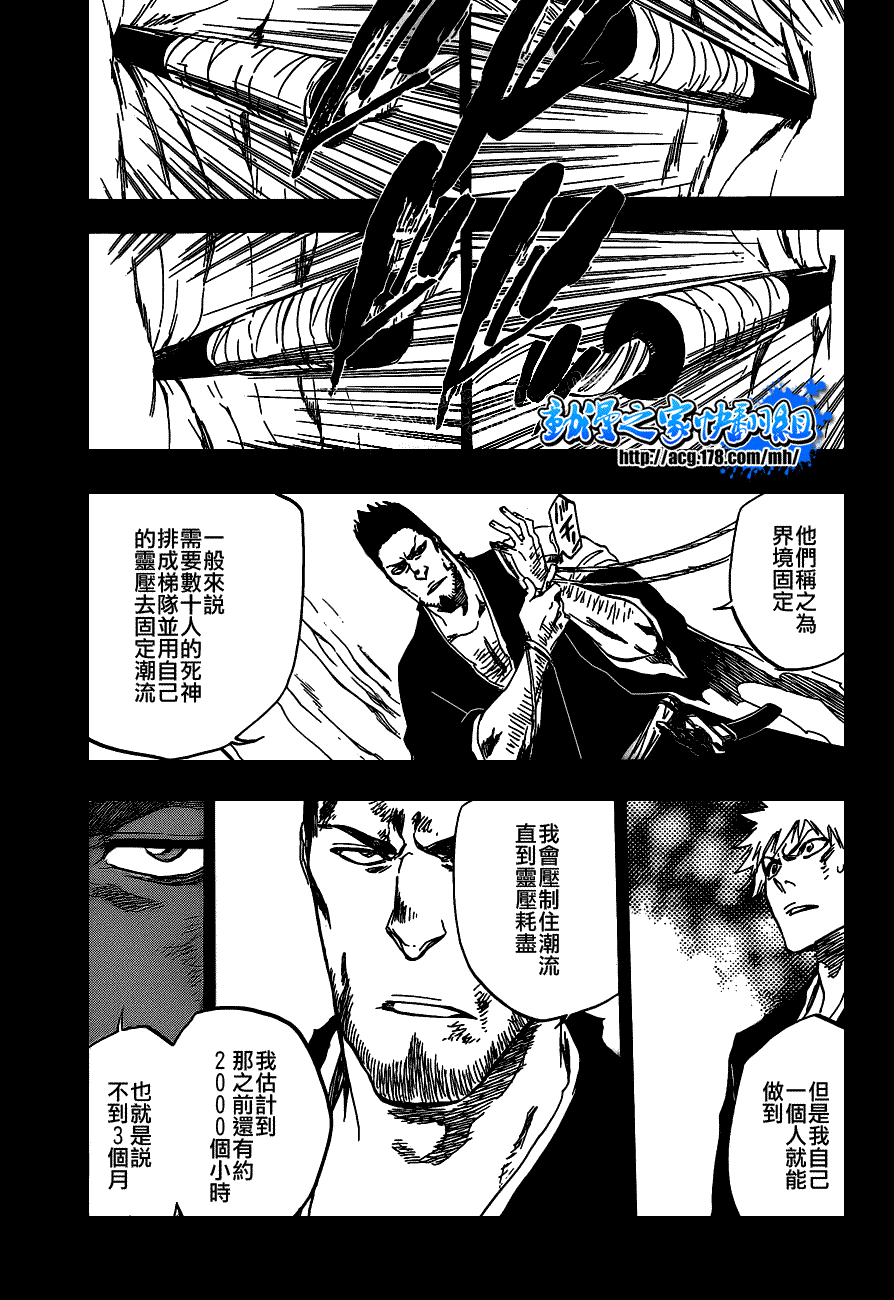 動漫之家快翻組
http://acg.178.com/mh/
他們稱之為
界境固定
一般來說
需要數十人的死神
排成梯隊並用自己
的靈壓去固定潮流
但是我自己
一個人就能
做到
我會壓制住潮流
直到靈壓耗盡
我估計到
那之前還有約
2000個小時
也就是說
不到3個月